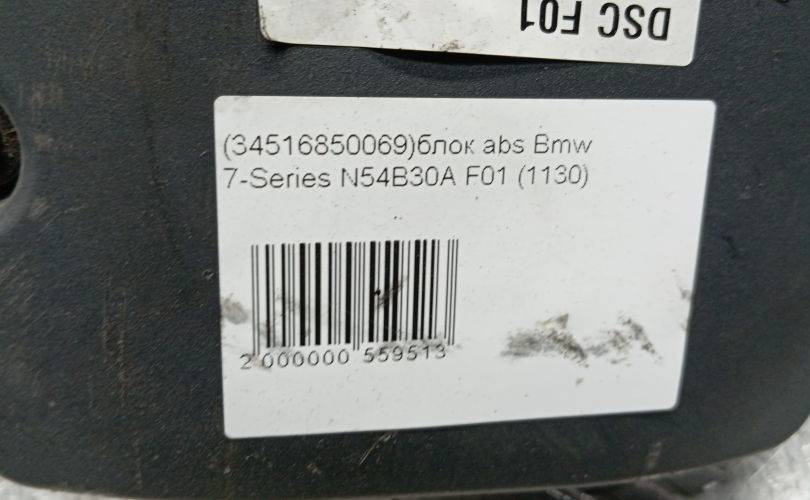 DSC F01
(34516850069)блок abs Bmw
7-Series N54B30A F01 (1130)
2 000000 559513